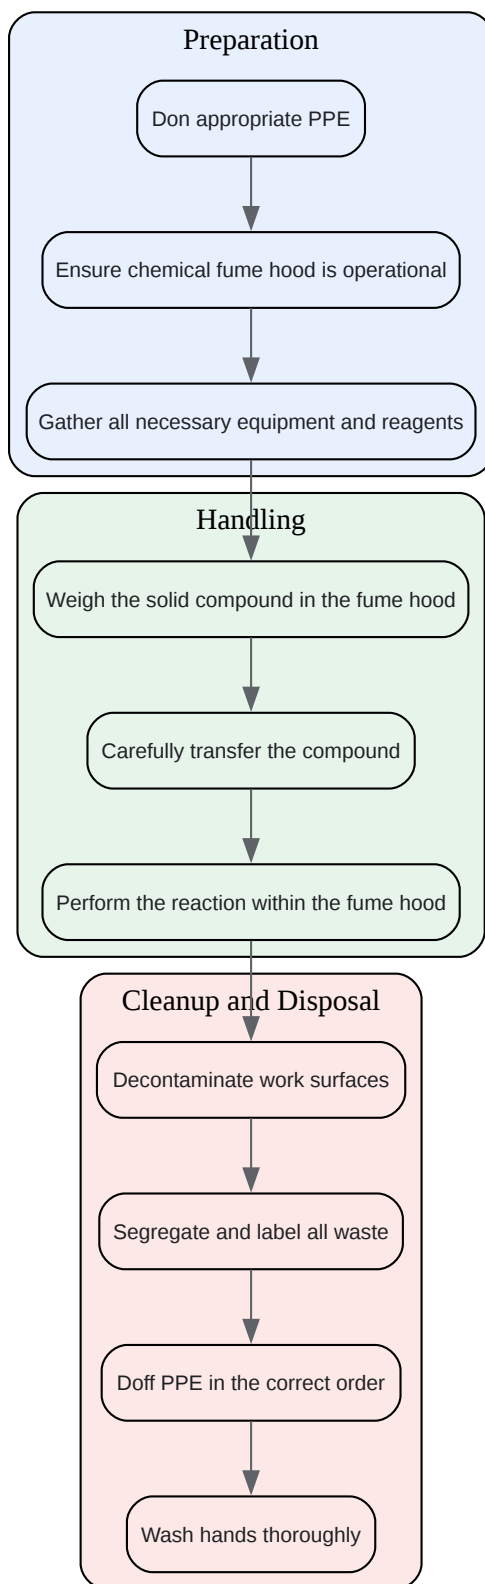 Preparation
Don appropriate PPE
Ensure chemical fume hood is operational
Gather all necessary equipment and reagents
Handling
Weigh the solid compound in the fume hood
Carefully transfer the compound
Perform the reaction within the fume hood
Cleanup and Disposal
Decontaminate work surfaces
Segregate and label all waste
Doff PPE in the correct order
Wash hands thoroughly